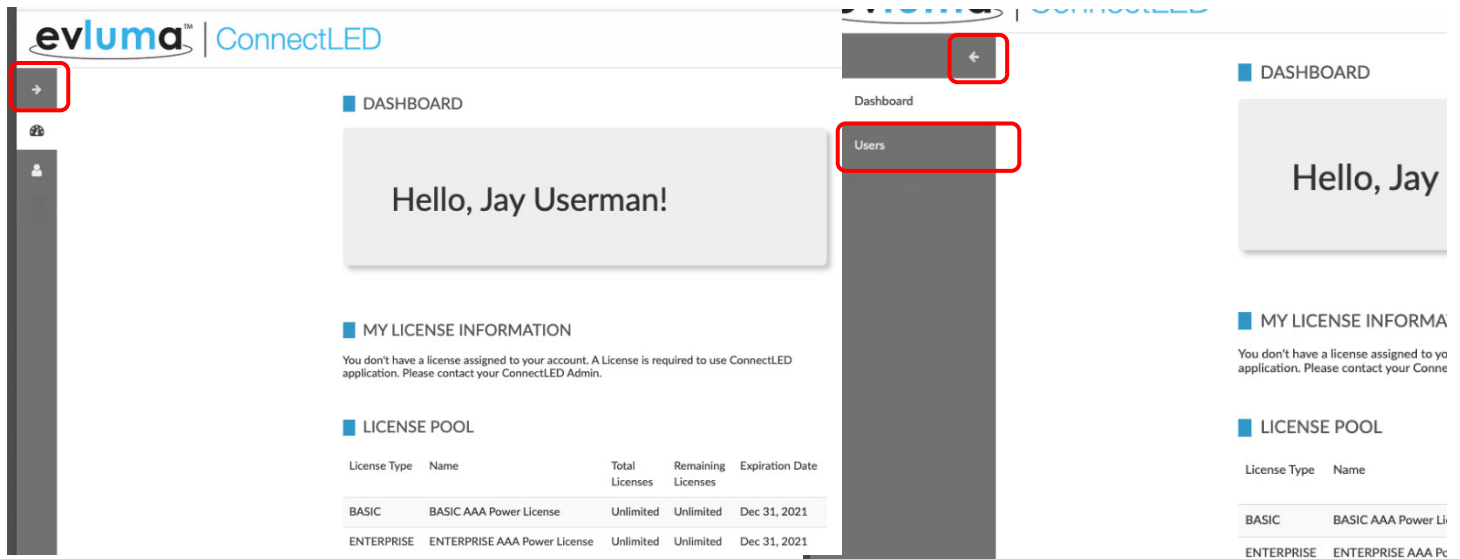 evluma™ | ConnectLED
DASHBOARD
Hello, Jay Userman!
MY LICENSE INFORMATION
You don't have a license assigned to your account. A License is required to use ConnectLED
application. Please contact your ConnectLED Admin.
LICENSE POOL
License Type Name Total Licenses Remaining Licenses Expiration Date
BASIC BASIC AAA Power License Unlimited Unlimited Dec 31, 2021
ENTERPRISE ENTERPRISE AAA Power License Unlimited Unlimited Dec 31, 2021
Dashboard
Users
DASHBOARD
Hello, Jay
MY LICENSE INFORMA
You don't have a license assigned to yo
application. Please contact your Conne
LICENSE POOL
License Type Name
BASIC BASIC AAA Power Li
ENTERPRISE ENTERPRISE AAA Po